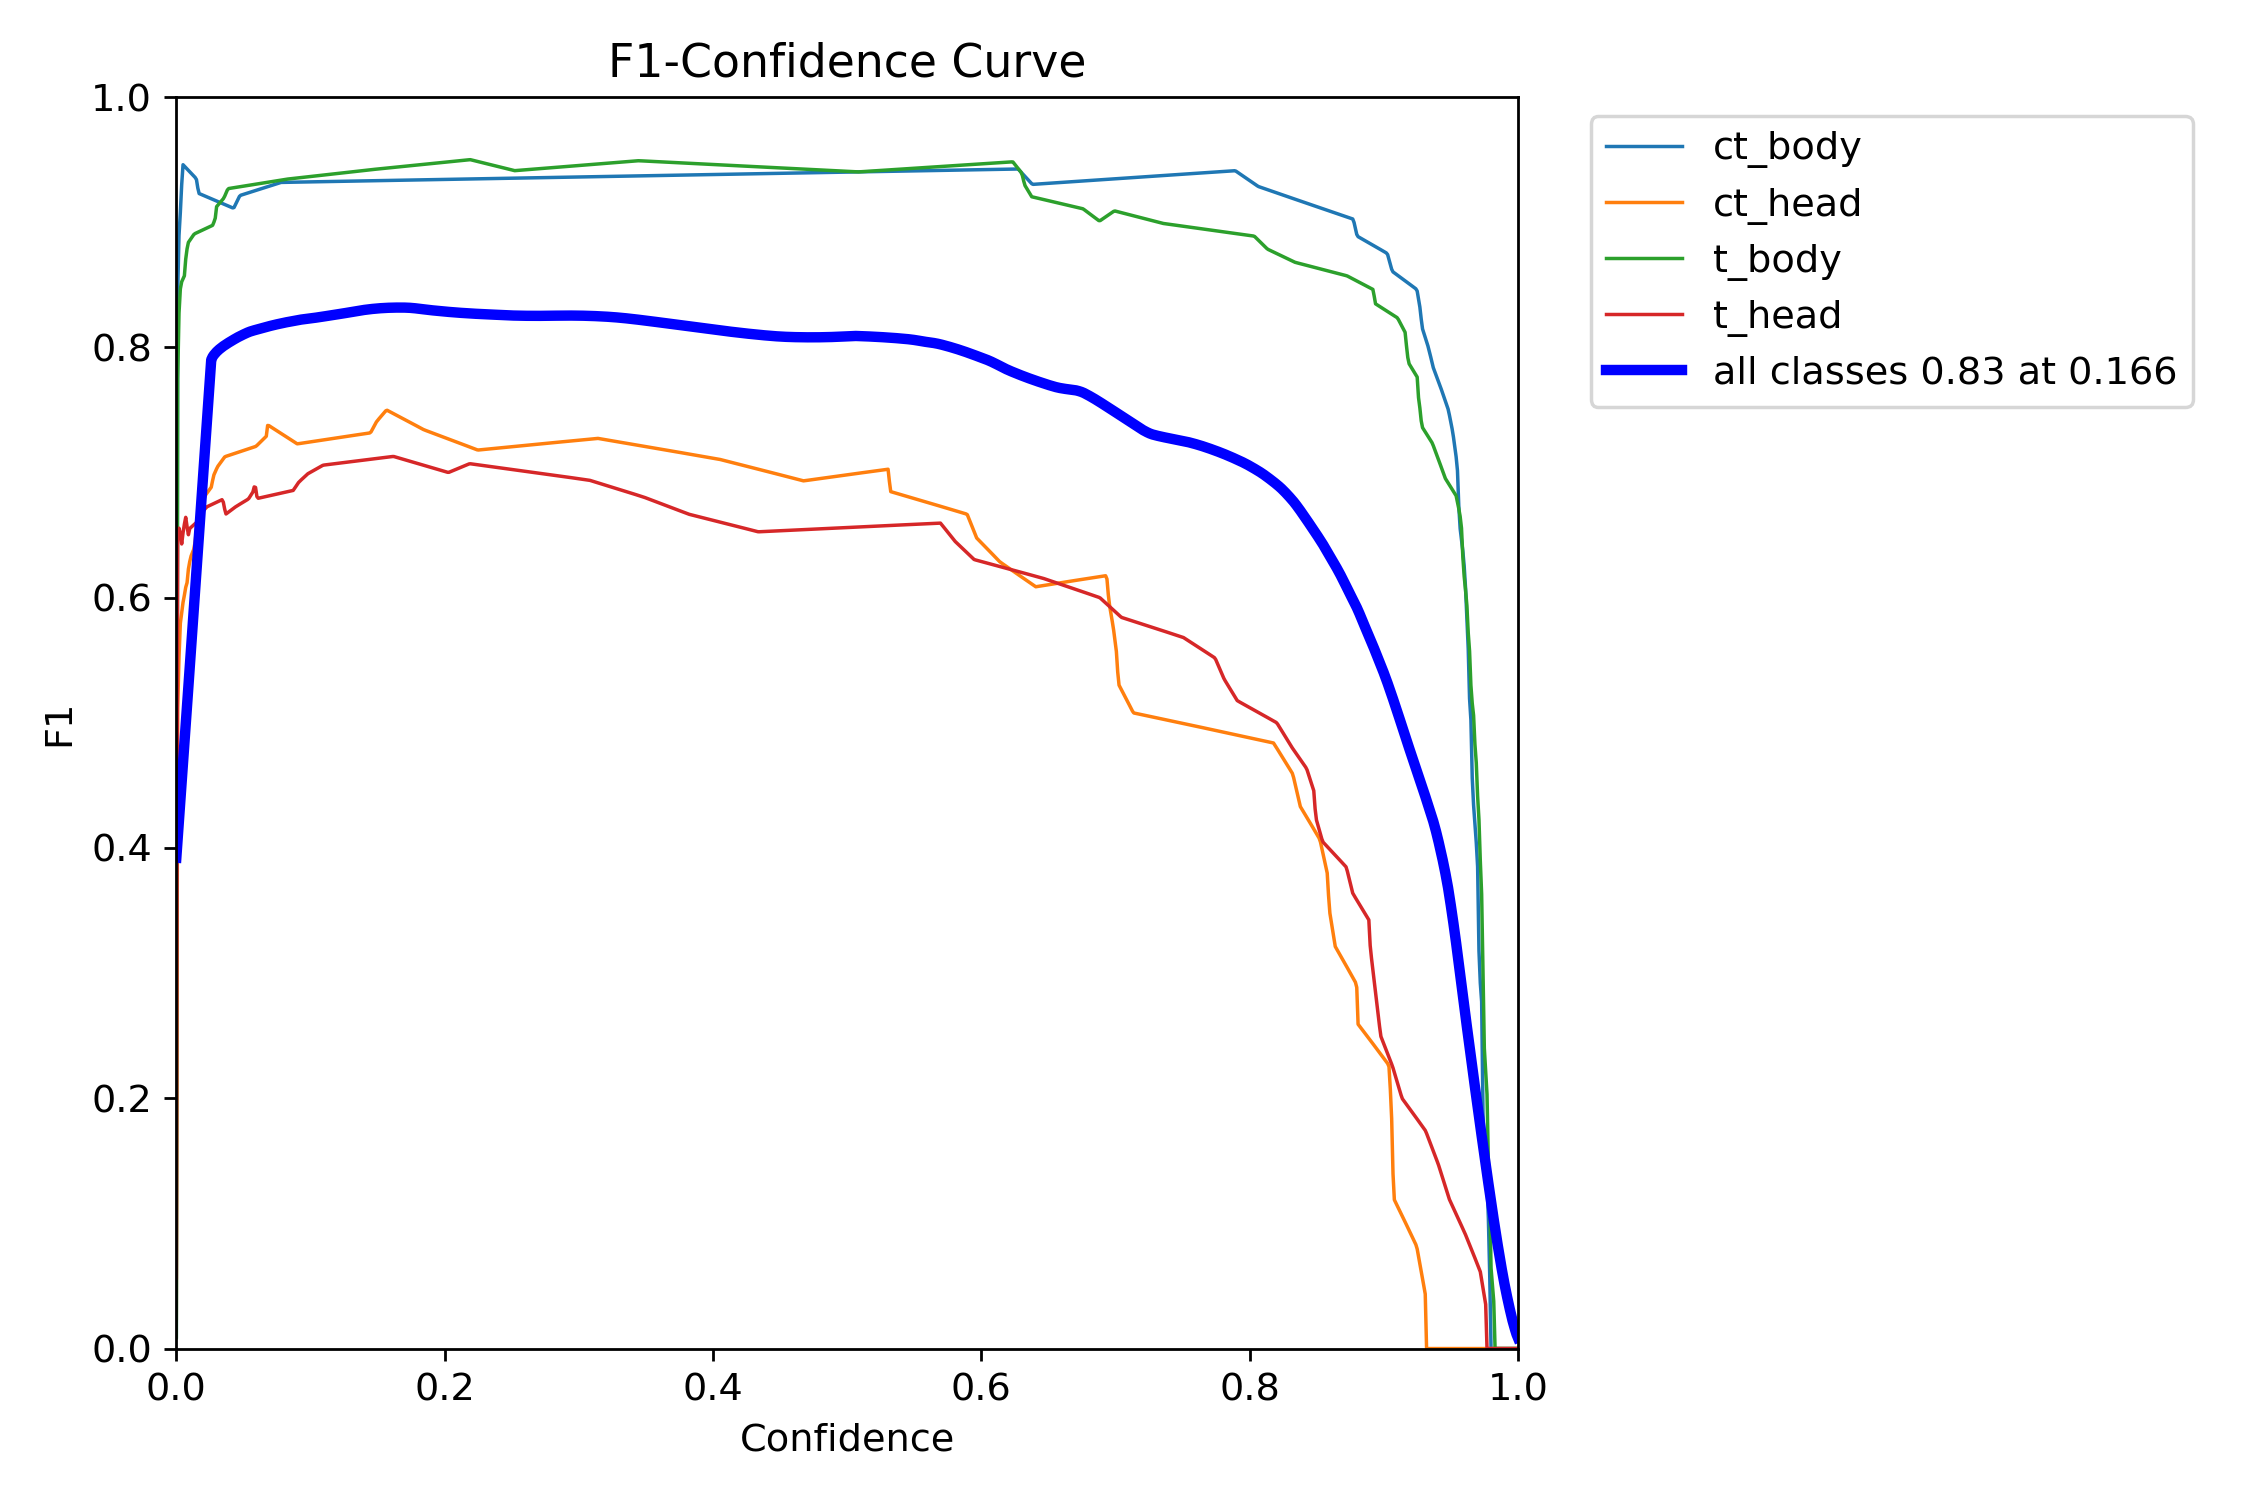 F1-Confidence Curve
1.0
0.8
0.6
0.4
0.2
0.0
F1
0.0 0.2 0.4 0.6 0.8 1.0
Confidence
ct_body
ct_head
t_body
t_head
all classes 0.83 at 0.166